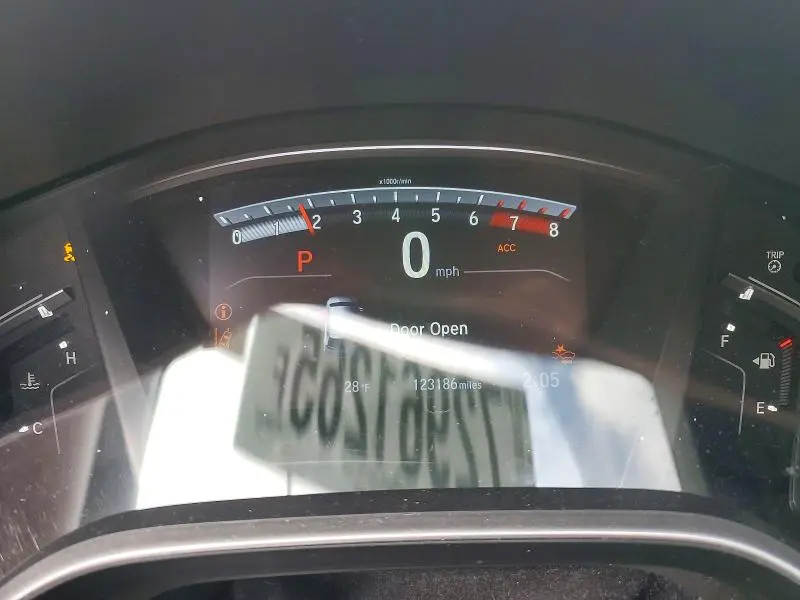 x1000r/min
0 1 2 3 4 5 6 7 8
P 0 mph ACC
TRIP
Door Open
H
F
28°F 123186 miles 2:05
C
E